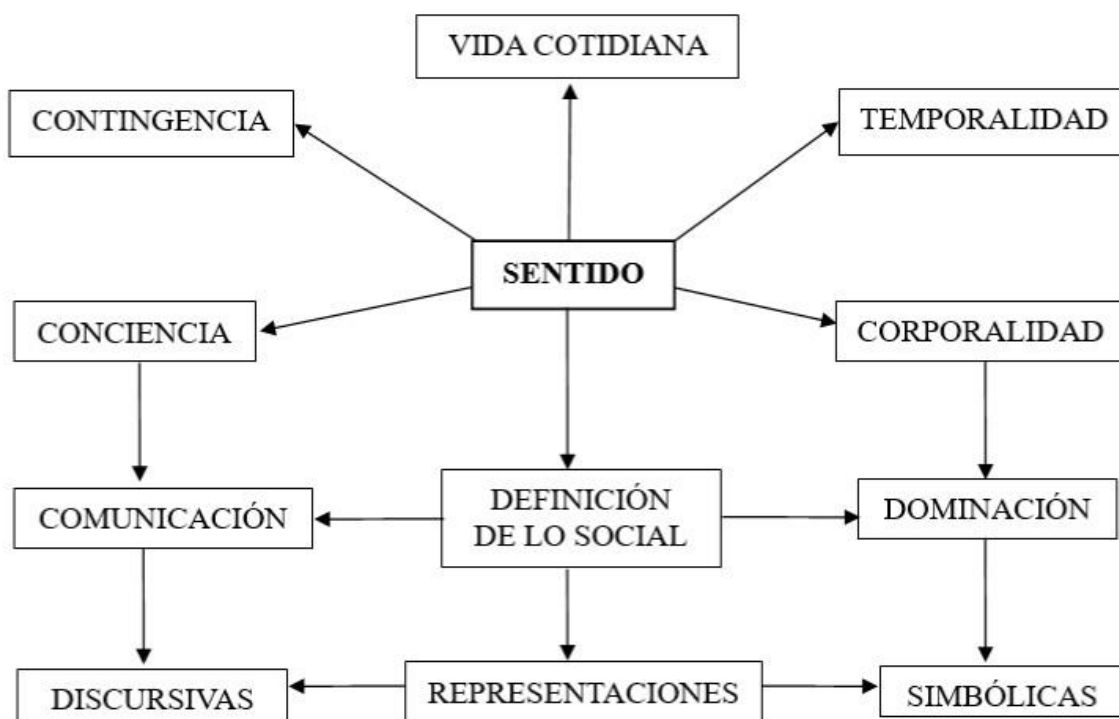 VIDA COTIDIANA
CONTINGENCIA
TEMPORALIDAD
SENTIDO
CONCIENCIA
CORPORALIDAD
COMUNICACIÓN
DEFINICIÓN
DE LO SOCIAL
DOMINACIÓN
DISCURSIVAS
REPRESENTACIONES
SIMBÓLICAS